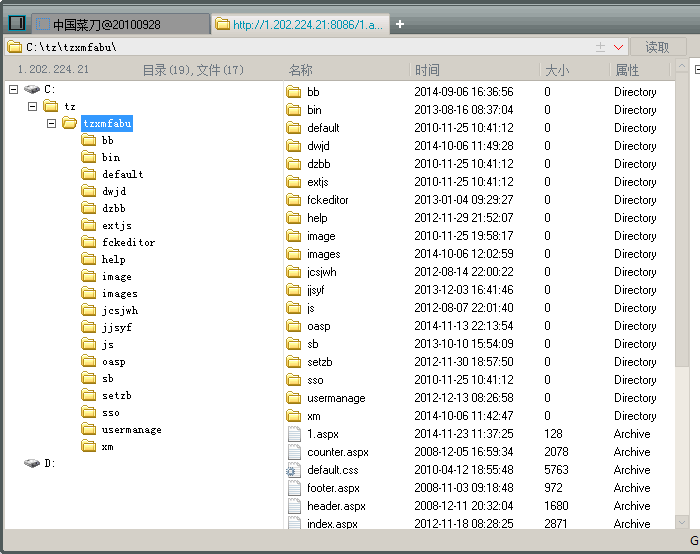 中国菜刀@20100928 http://1.202.224.21:8086/1.a...
C:\tz\tzxmfabu\ 读取
1.202.224.21 目录(19),文件(17) 名称 时间 大小 属性
C:
tz
tzxmfabu
bb
bin
default
dwjd
dzbb
extjs
fckeditor
help
image
images
jcsjwh
jjsyf
js
oasp
sb
setzb
sso
usermanage
xm
D:
bb 2014-09-06 16:36:56 0 Directory
bin 2013-08-16 08:37:04 0 Directory
default 2010-11-25 10:41:12 0 Directory
dwjd 2014-10-06 11:49:28 0 Directory
dzbb 2010-11-25 10:41:12 0 Directory
extjs 2010-11-25 10:41:12 0 Directory
fckeditor 2013-01-04 09:29:27 0 Directory
help 2012-11-29 21:52:07 0 Directory
image 2010-11-25 19:58:17 0 Directory
images 2014-10-06 12:02:59 0 Directory
jcsjwh 2012-08-14 22:00:22 0 Directory
jjsyf 2013-12-03 16:41:46 0 Directory
js 2012-08-07 22:01:40 0 Directory
oasp 2014-11-13 22:13:54 0 Directory
sb 2013-10-10 15:54:09 0 Directory
setzb 2012-11-30 18:57:50 0 Directory
sso 2010-11-25 10:41:12 0 Directory
usermanage 2012-12-13 08:26:58 0 Directory
xm 2014-10-06 11:42:47 0 Directory
1.aspx 2014-11-23 11:37:25 128 Archive
counter.aspx 2008-12-05 16:59:34 2078 Archive
default.css 2010-04-12 18:55:48 5763 Archive
footer.aspx 2008-11-03 09:18:48 972 Archive
header.aspx 2008-12-11 20:32:04 1680 Archive
index.aspx 2012-11-18 08:28:25 2871 Archive
G